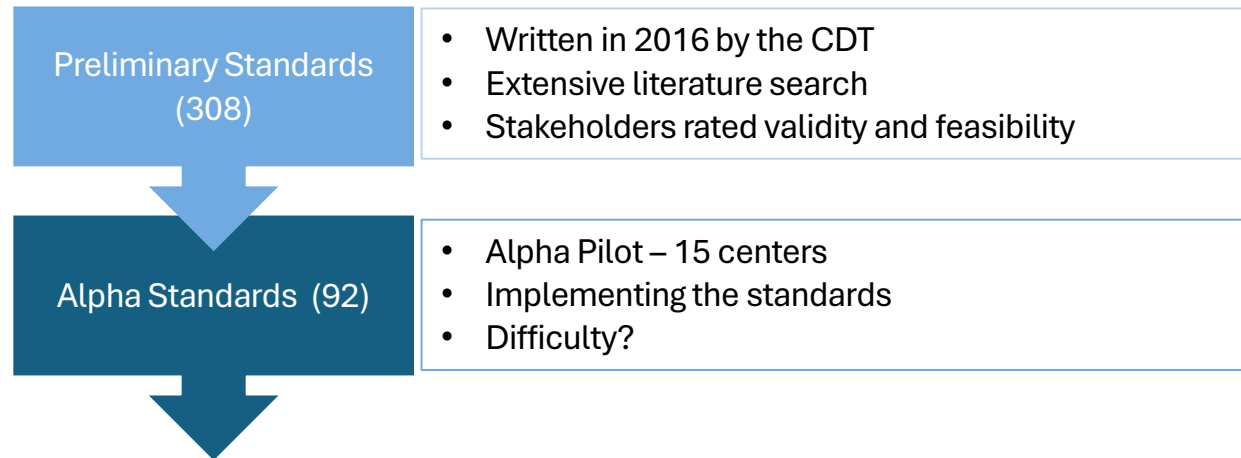 Preliminary Standards
(308)
• Written in 2016 by the CDT
• Extensive literature search
• Stakeholders rated validity and feasibility
Alpha Standards (92)
• Alpha Pilot – 15 centers
• Implementing the standards
• Difficulty?